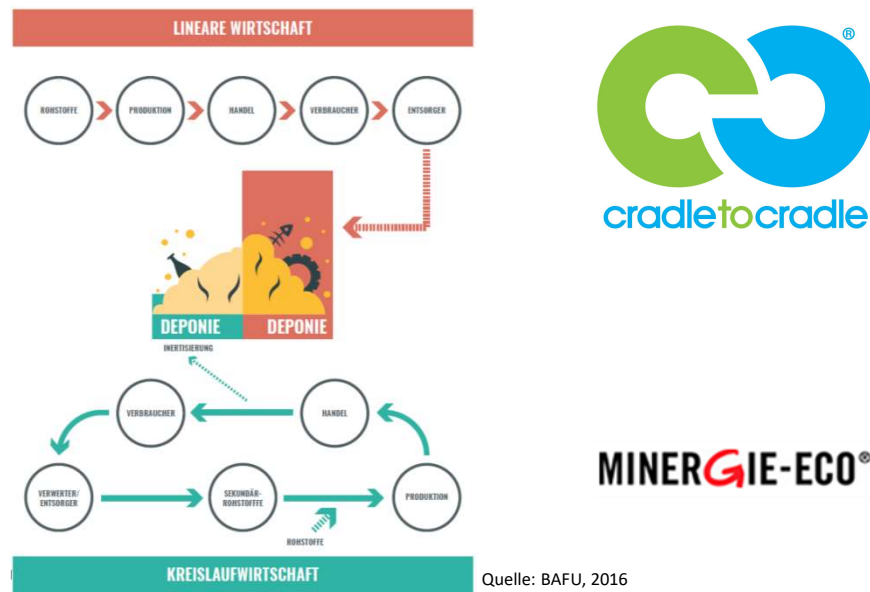 LINEARE WIRTSCHAFT
ROHSTOFFE
PRODUKTION
HANDEL
VERBRAUCHER
ENTSORGER
DEPONIE
DEPONIE
INERTISIERUNG
VERBRAUCHER
HANDEL
VERWERTER/
ENTSORGER
SEKUNDÄR-
ROHSTOFFE
PRODUKTION
ROHSTOFFE
KREISLAUFWIRTSCHAFT
®
cradletocradle
MINERGIE-ECO®
Quelle: BAFU, 2016